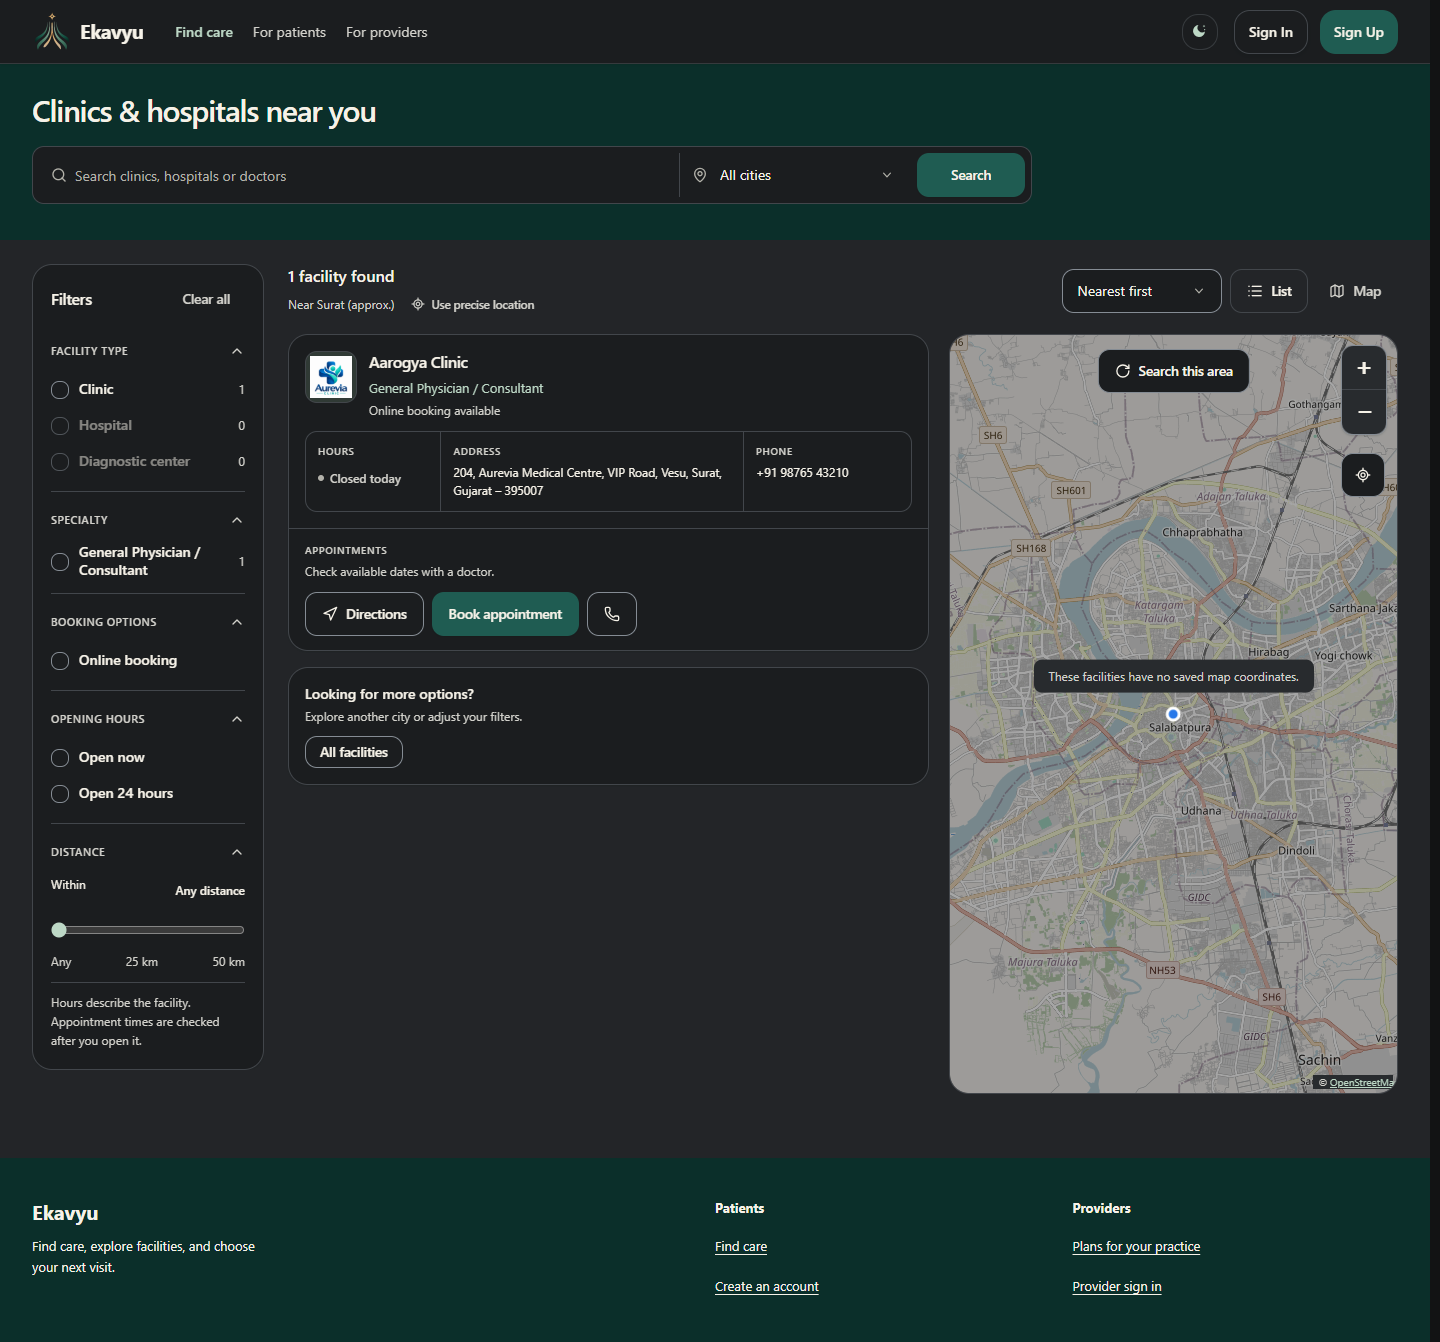 Ekavyu
Find care
For patients
For providers
Sign In
Sign Up
Clinics & hospitals near you
Search clinics, hospitals or doctors
All cities
Search
Filters
Clear all
FACILITY TYPE
Clinic
1
Hospital
0
Diagnostic center
0
SPECIALTY
General Physician /
Consultant
1
BOOKING OPTIONS
Online booking
OPENING HOURS
Open now
Open 24 hours
DISTANCE
Within
Any distance
Any
25 km
50 km
Hours describe the facility.
Appointment times are checked
after you open it.
1 facility found
Near Surat (approx.)
Use precise location
Nearest first
List
Map
Aurevia
CLINIC
Aarogya Clinic
General Physician / Consultant
Online booking available
HOURS
Closed today
ADDRESS
204, Aurevia Medical Centre, VIP Road, Vesu, Surat,
Gujarat – 395007
PHONE
+91 98765 43210
APPOINTMENTS
Check available dates with a doctor.
Directions
Book appointment
Looking for more options?
Explore another city or adjust your filters.
All facilities
Search this area
+
−
Gothangam
SH6
SH601
Adajan Taluka
Chhaprabhatha
SH168
Katargam
Taluka
Sarthana Jaka
Hirabag
Yogi chowk
These facilities have no saved map coordinates.
Salabatpura
Udhana
Udhna Taluka
Choras Taluka
Dindoli
GIDC
Majura Taluka
NH53
SH6
GIDC
Vanz
Sachin
© OpenStreetMa
Ekavyu
Find care, explore facilities, and choose
your next visit.
Patients
Find care
Create an account
Providers
Plans for your practice
Provider sign in